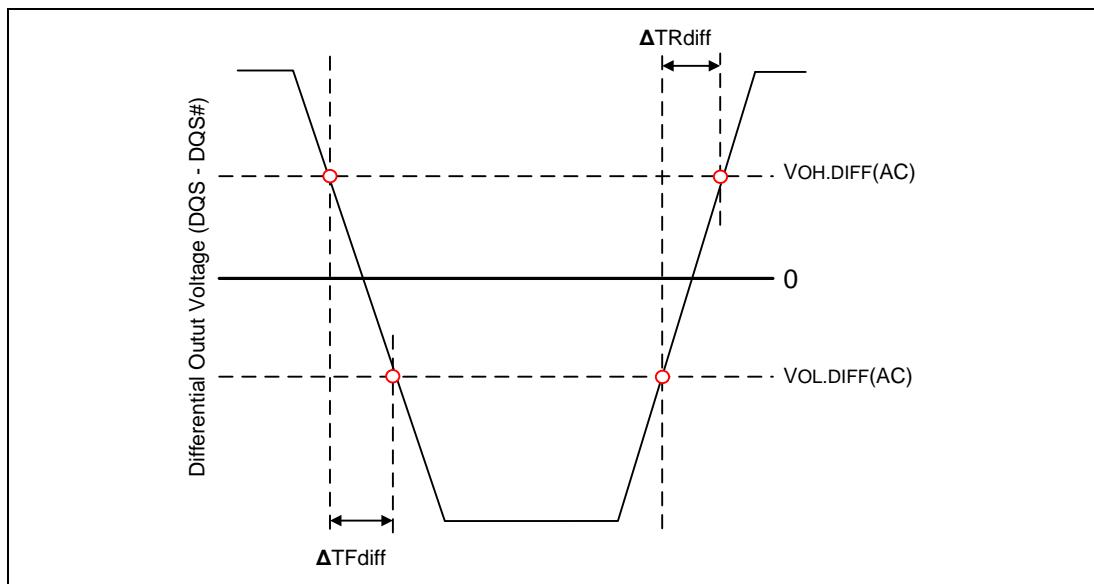 ΔTRdiff
Differential Outut Voltage (DQS - DQS#)
VOH.DIFF(AC)
0
VOL.DIFF(AC)
ΔTFdiff